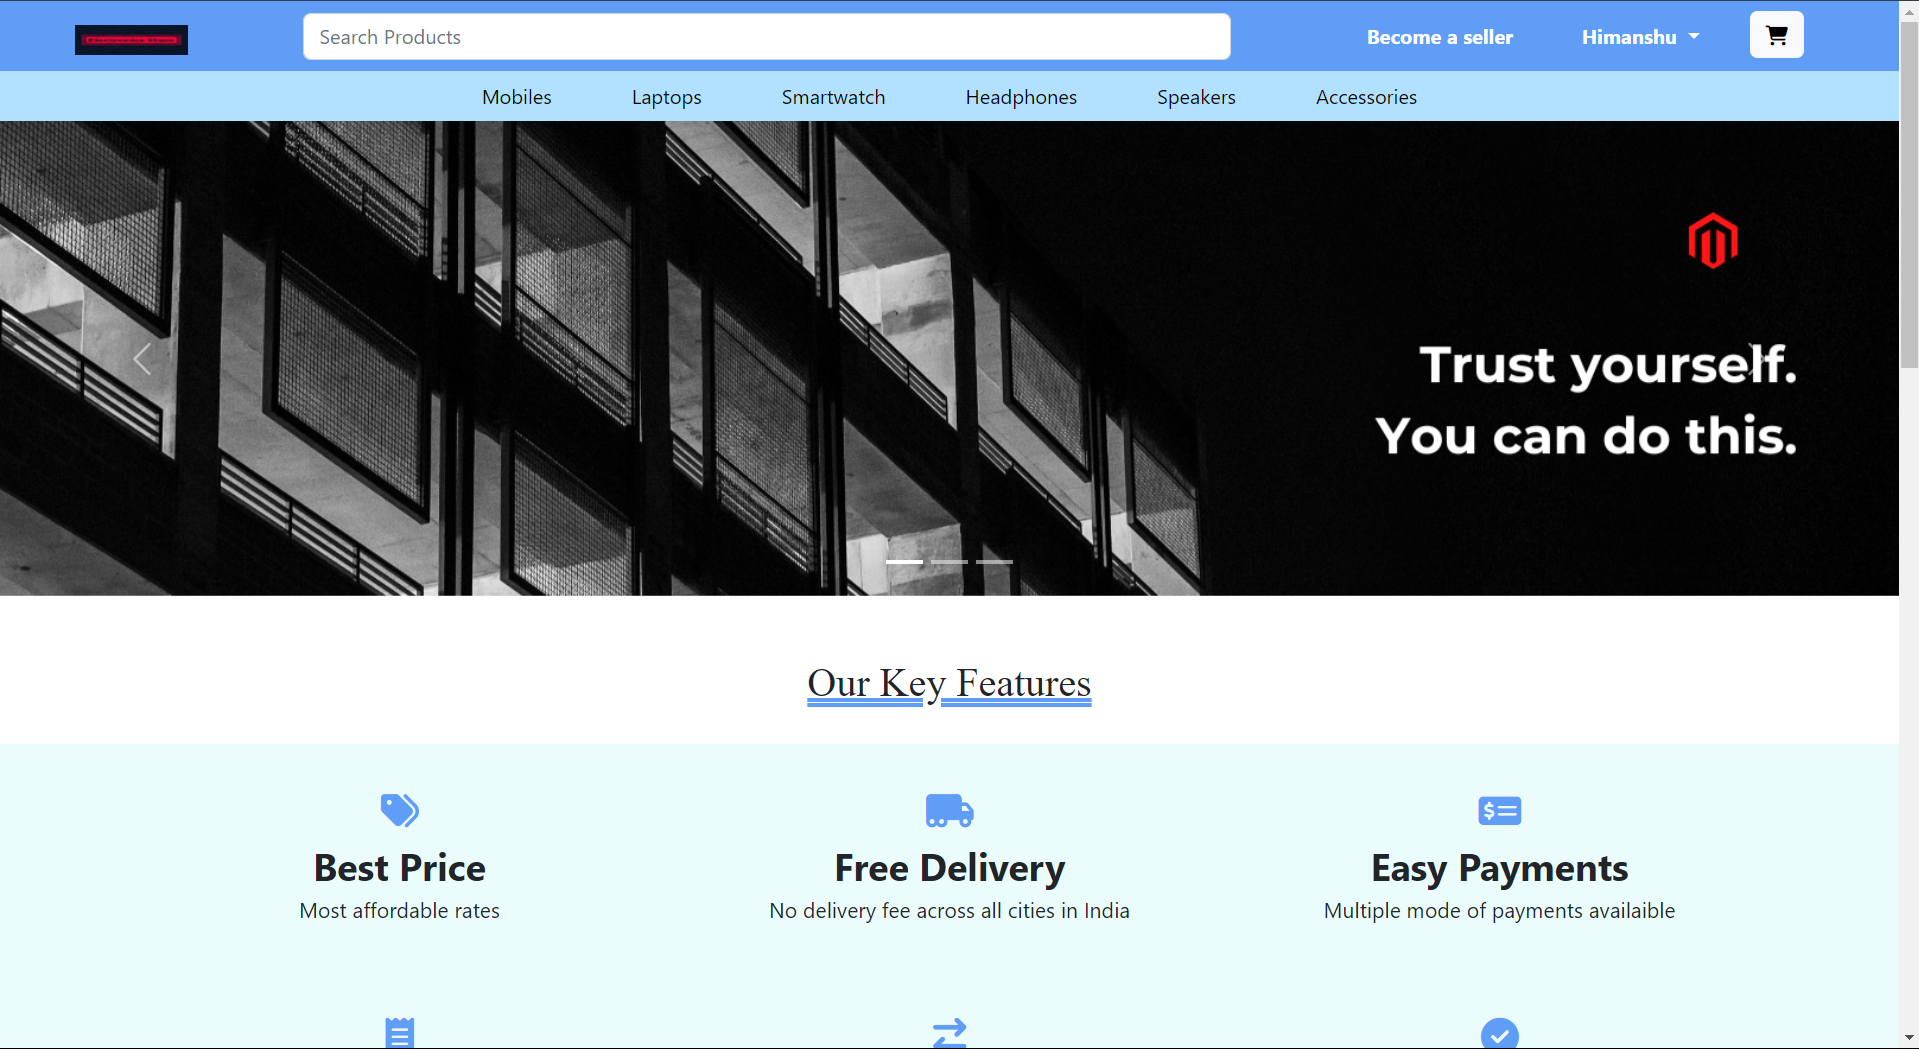 Search Products
Become a seller
Himanshu
Mobiles
Laptops
Smartwatch
Headphones
Speakers
Accessories
Trust yourself.
You can do this.
Our Key Features
Best Price
Most affordable rates
Free Delivery
No delivery fee across all cities in India
Easy Payments
Multiple mode of payments availaible